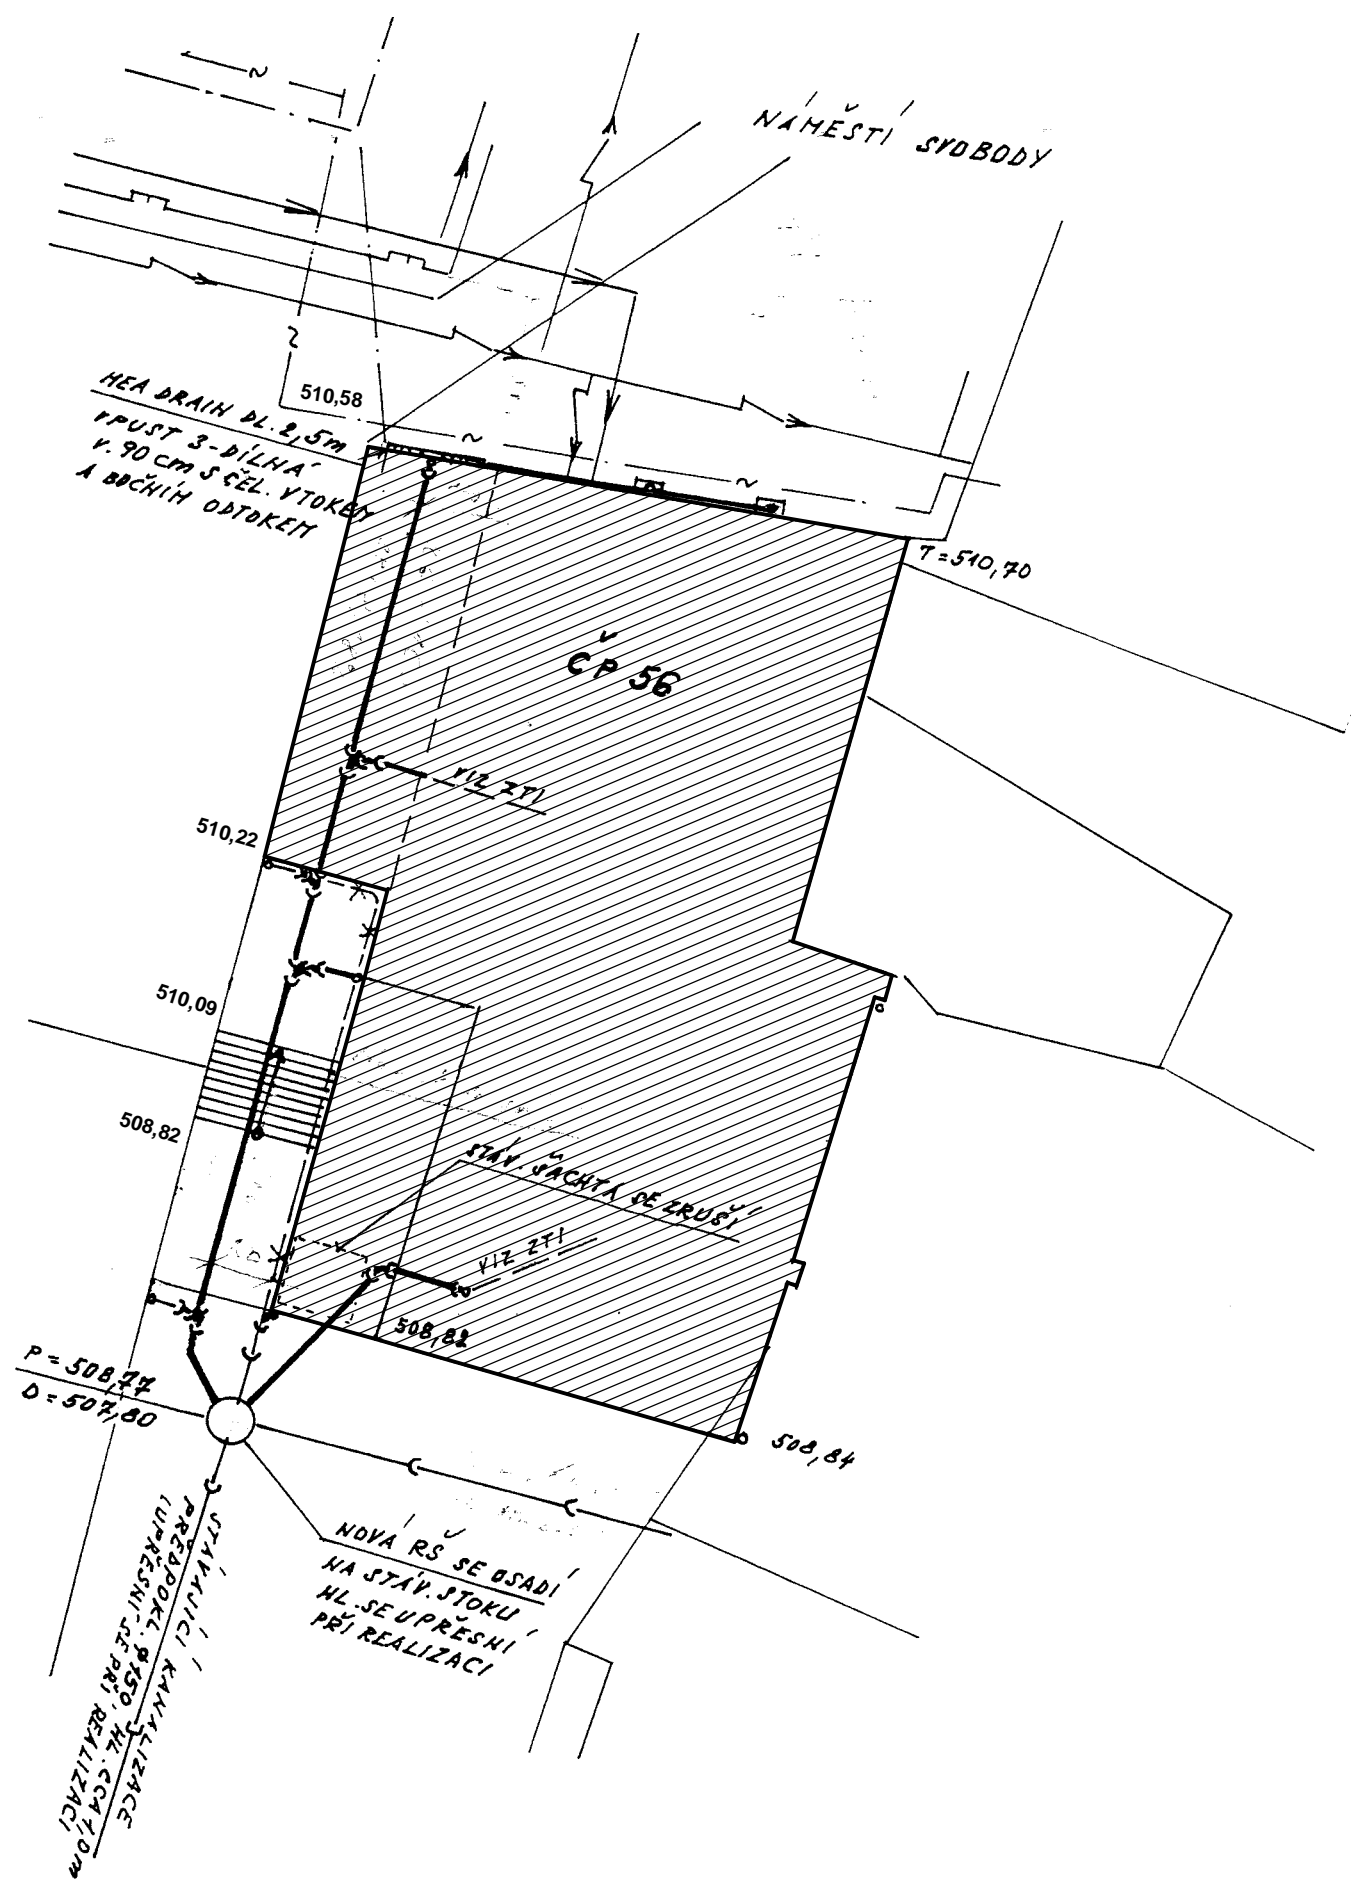 NÁMĚSTÍ SVOBODY
510,58
HEA DRAIN DL. 2,5m
VPUST 3-DÍLNÁ
V. 90 cm S ČEL. VTOKEM
A BOČNÍM ODTOKEM
T = 510,70
ČP 56
VIZ ZTI
510,22
510,09
508,82
STÁV. ŠACHTA SE ZRUŠÍ
VIZ ZTI
508,82
P = 508,77
D = 507,80
508,84
NOVÁ RŠ SE OSADÍ
NA STÁV. STOKU
HL. SE UPŘESNÍ
PŘI REALIZACI
STÁVAJÍCÍ KANALIZACE
PŘEDPOKL. φ150, HL. CCA 1,0 m
(UPŘESNÍ SE PŘI REALIZACI